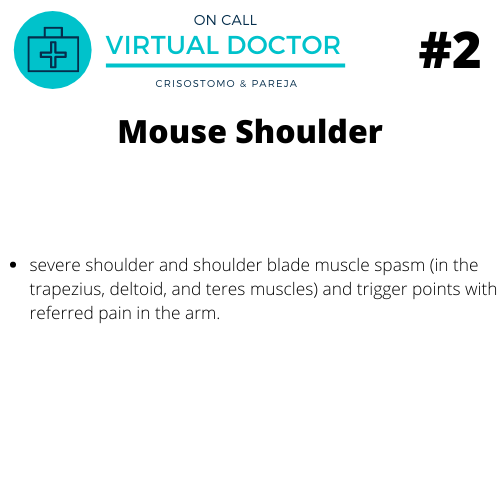 ON CALL
VIRTUAL DOCTOR
CRISOSTOMO & PAREJA
#2
Mouse Shoulder
• severe shoulder and shoulder blade muscle spasm (in the
trapezius, deltoid, and teres muscles) and trigger points with
referred pain in the arm.